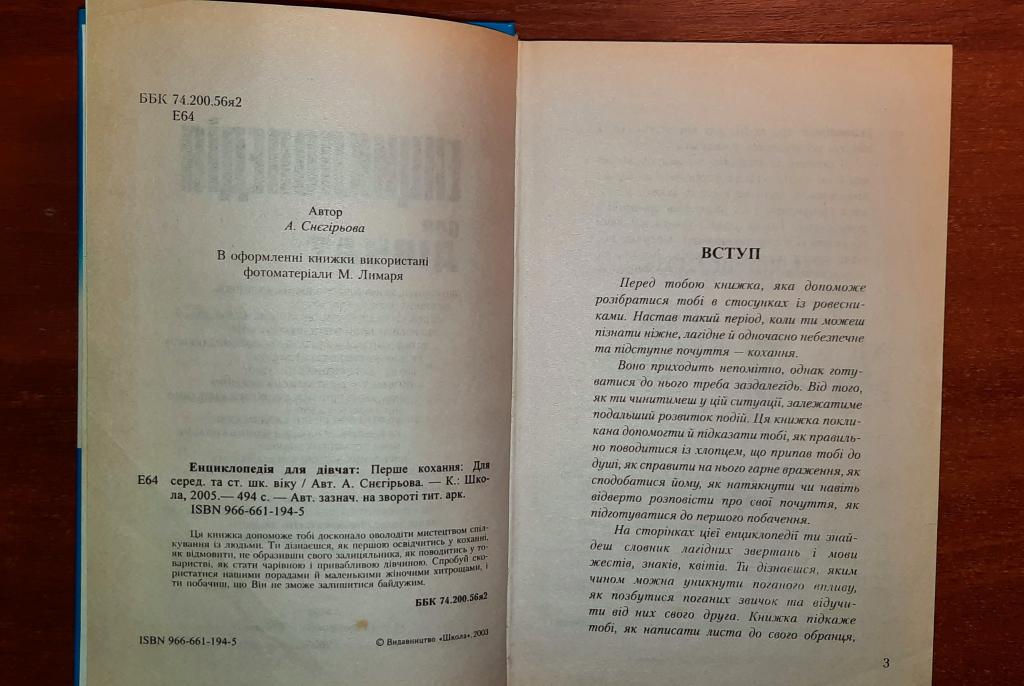 ББК 74.200.56я2
Е64
Автор
А. Снєгірьова
В оформленні книжки використані
фотоматеріали М. Лимаря
Енциклопедія для дівчат: Перше кохання: Для
Е64 серед. та ст. шк. віку / Авт. А. Снєгірьова. — К.: Шко-
ла, 2005.— 494 с. — Авт. зазнач. на звороті тит. арк.
ISBN 966-661-194-5
Ця книжка допоможе тобі досконало оволодіти мистецтвом спіл-
кування із людьми. Ти дізнаєшся, як першою освідчитись у коханні,
як відмовити, не образивши свого залицяльника, як поводитись у то-
варистві, як стати чарівною і привабливою дівчиною. Спробуй ско-
ристатися нашими порадами й маленькими жіночими хитрощами, і
ти побачиш, що Він не зможе залишитися байдужим.
ББК 74.200.56я2
ISBN 966-661-194-5
© Видавництво «Школа», 2003
ВСТУП
Перед тобою книжка, яка допоможе
розібратися тобі в стосунках із ровесни-
ками. Настав такий період, коли ти можеш
пізнати ніжне, лагідне й одночасно небезпечне
та підступне почуття — кохання.
Воно приходить непомітно, однак готу-
ватися до нього треба заздалегідь. Від того,
як ти чинитимеш у цій ситуації, залежатиме
подальший розвиток подій. Ця книжка покли-
кана допомогти й підказати тобі, як правиль-
но поводитися із хлопцем, що припав тобі до
душі, як справити на нього гарне враження, як
сподобатися йому, як натякнути чи навіть
відверто розповісти про свої почуття, як
підготуватися до першого побачення.
На сторінках цієї енциклопедії ти знай-
деш словник лагідних звертань і мови
жестів, знаків, квітів. Ти дізнаєшся, яким
чином можна уникнути поганого впливу,
як позбутися поганих звичок та відучи-
ти від них свого друга. Книжка підкаже
тобі, як написати листа до свого обранця,
3